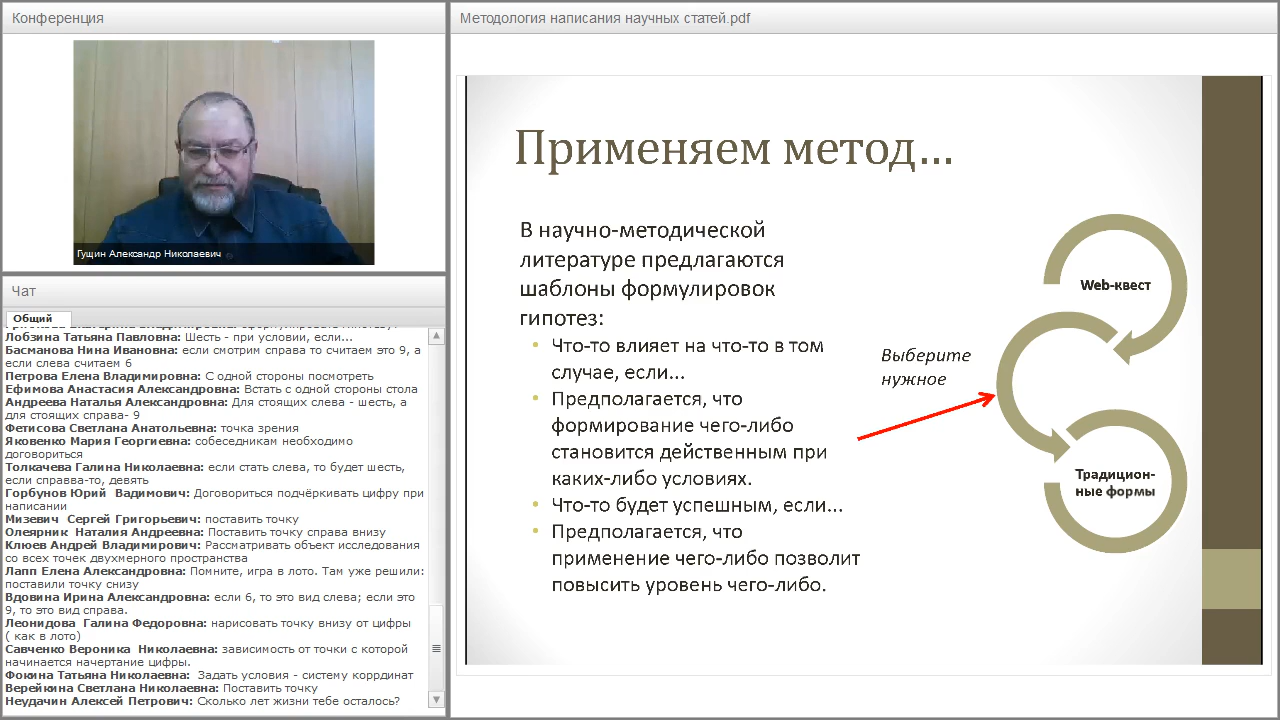 Конференция
Гущин Александр Николаевич
Чат
Общий
Лобзина Татьяна Павловна: Шесть - при условии, если...
Басманова Нина Ивановна: если смотрим справа то считаем это 9, а
если слева считаем 6
Петрова Елена Владимировна: С одной стороны посмотреть
Ефимова Анастасия Александровна: Встать с одной стороны стола
Андреева Наталья Александровна: Для стоящих слева - шесть, а
для стоящих справа- 9
Фетисова Светлана Анатольевна: точка зрения
Яковенко Мария Георгиевна: собеседникам необходимо
договориться
Толкачева Галина Николаевна: если стать слева, то будет шесть,
если справва-то, девять
Горбунов Юрий  Вадимович: Договориться подчёркивать цифру при
написании
Мизевич  Сергей Григорьевич: поставить точку
Олеярник  Наталия Андреевна: Поставить точку справа внизу
Клюев Андрей Владимирович: Рассматривать объект исследования
со всех точек двухмерного пространства
Лапп Елена Александровна: Помните, игра в лото. Там уже решили:
поставили точку снизу
Вдовина Ирина Александровна: если 6, то это вид слева; если это
9, то это вид справа.
Леонидова  Галина Федоровна: нарисовать точку внизу от цифры
( как в лото)
Савченко Вероника  Николаевна: зависимость от точки с которой
начинается начертание цифры.
Фокина Татьяна Николаевна:  Задать условия - систему коррдинат
Верейкина Светлана Николаевна: Поставить точку
Неудачин Алексей Петрович: Сколько лет жизни тебе осталось?
Методология написания научных статей.pdf
Применяем метод...
В научно-методической
литературе предлагаются
шаблоны формулировок
гипотез:
• Что-то влияет на что-то в том
случае, если...
• Предполагается, что
формирование чего-либо
становится действенным при
каких-либо условиях.
• Что-то будет успешным, если...
• Предполагается, что
применение чего-либо позволит
повысить уровень чего-либо.
Выберите
нужное
Web-квест
Традицион-
ные формы